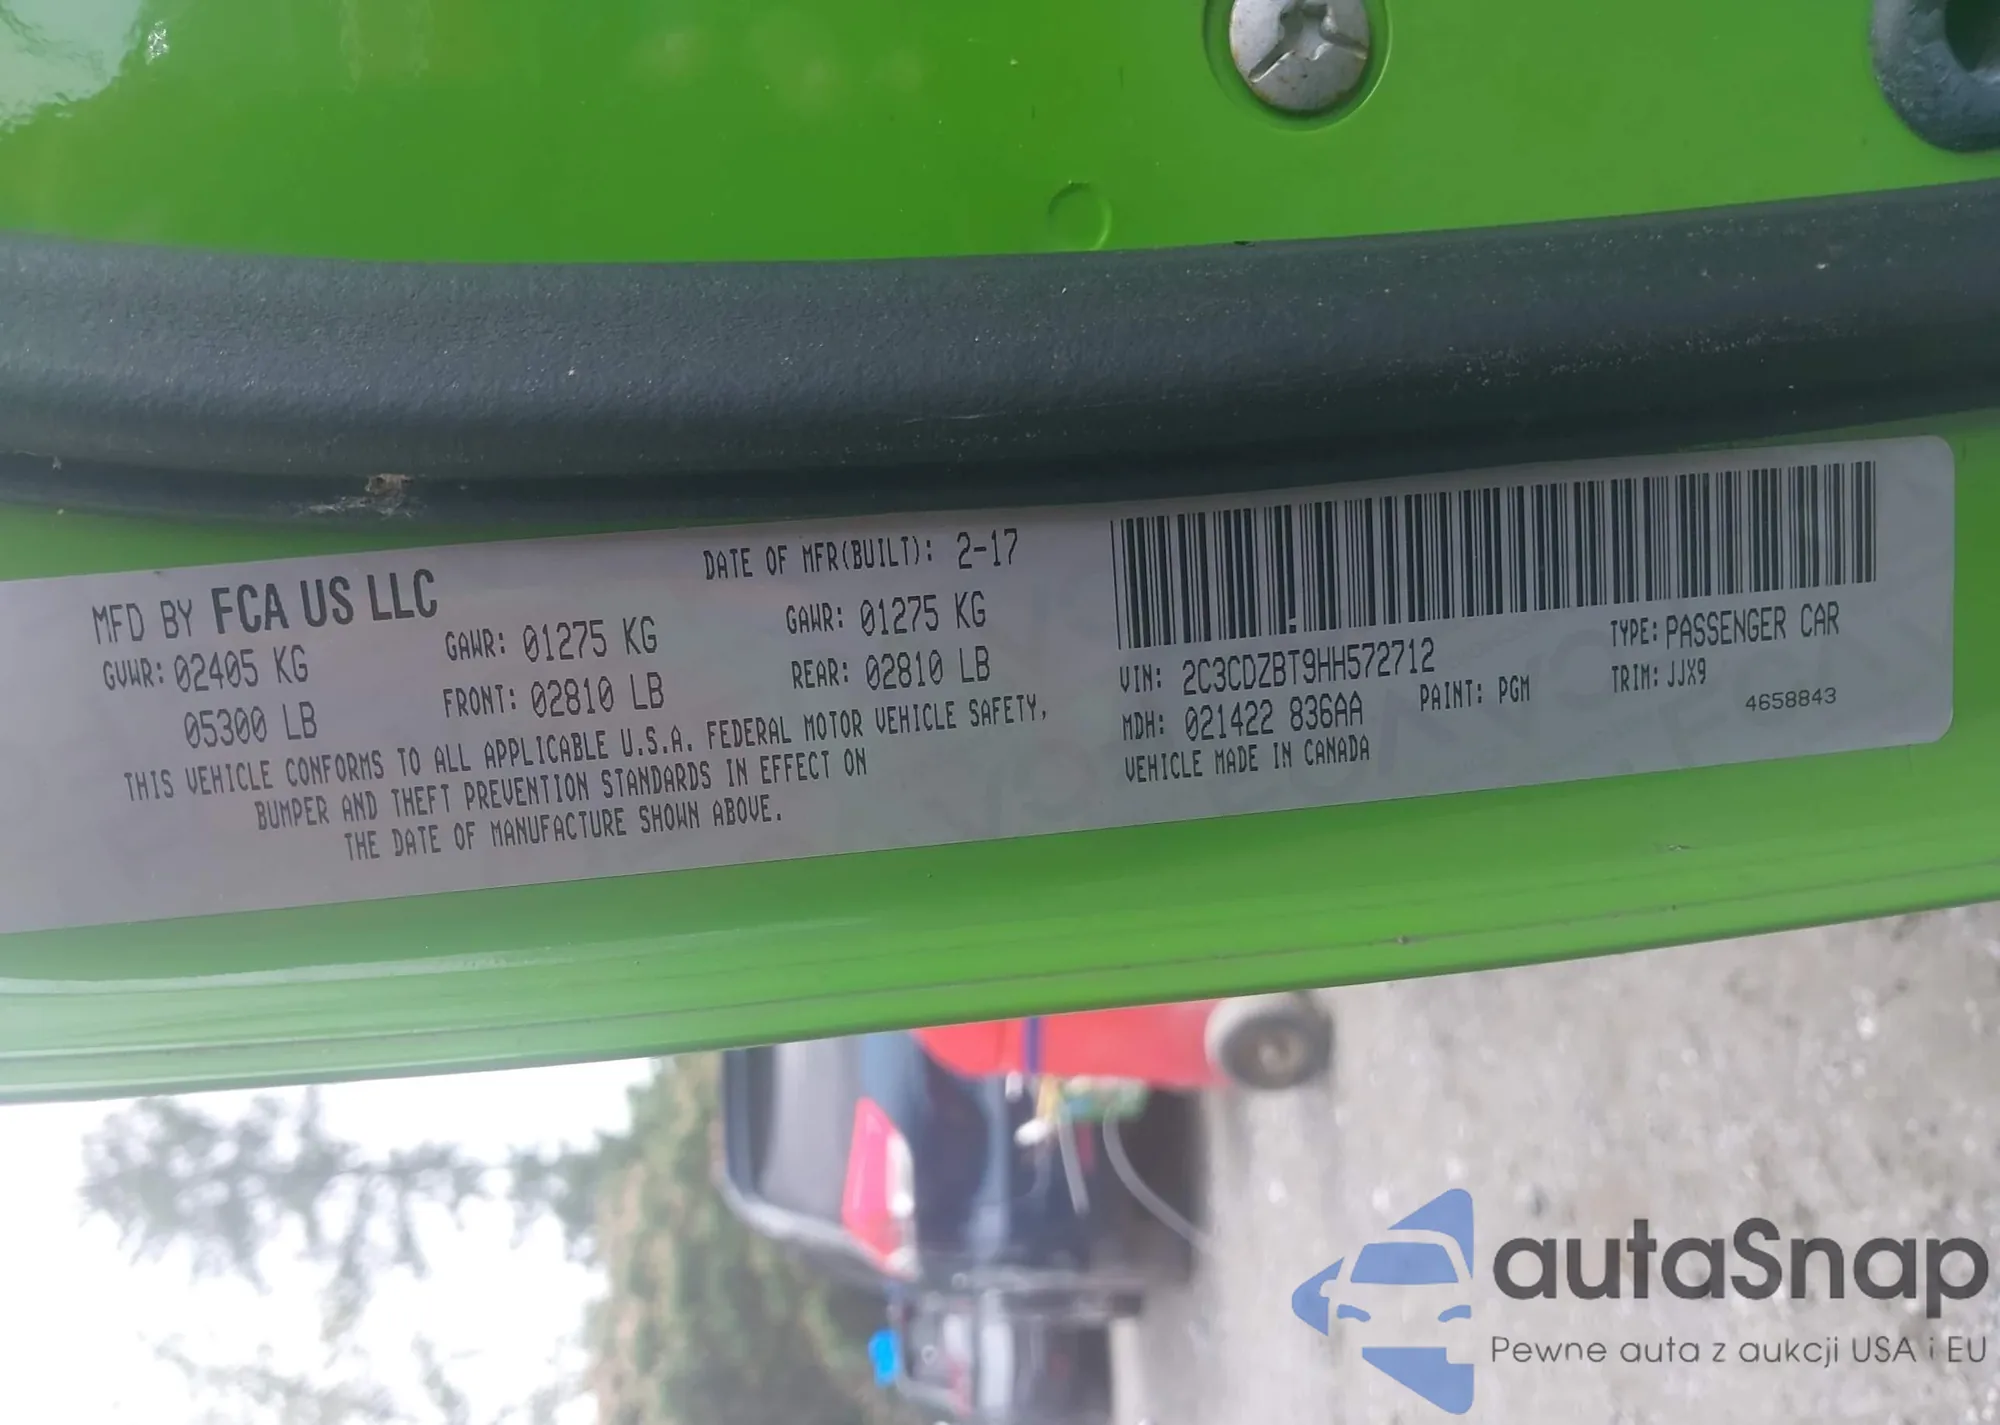 MFD BY FCA US LLC
DATE OF MFR(BUILT): 2-17
GVWR: 02405 KG
05300 LB
GAWR: 01275 KG
FRONT: 02810 LB
GAWR: 01275 KG
REAR: 02810 LB
THIS VEHICLE CONFORMS TO ALL APPLICABLE U.S.A. FEDERAL MOTOR VEHICLE SAFETY,
BUMPER AND THEFT PREVENTION STANDARDS IN EFFECT ON
THE DATE OF MANUFACTURE SHOWN ABOVE.
VIN: 2C3CDZBT9HH572712
TYPE: PASSENGER CAR
MDH: 021422 836AA
PAINT: PGM
TRIM: JJX9
VEHICLE MADE IN CANADA
4658843
autaSnap
Pewne auta z aukcji USA i EU